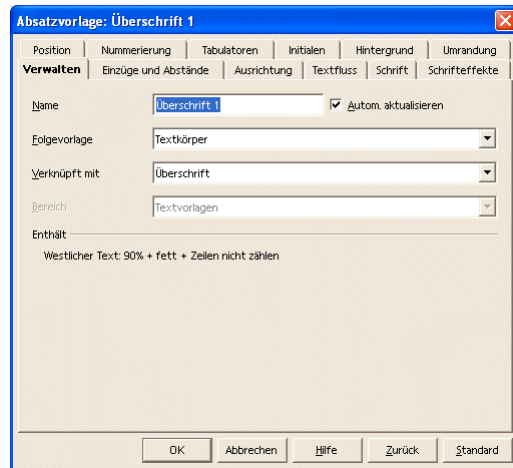 Absatzvorlage: Überschrift 1
Position Nummerierung Tabulatoren Initialen Hintergrund Umrandung
Verwalten Einzüge und Abstände Ausrichtung Textfluss Schrift Schrifteffekte
Name Überschrift 1 Autom. aktualisieren
Folgevorlage Textkörper
Verknüpft mit Überschrift
Bereich Textvorlagen
Enthält
Westlicher Text: 90% + fett + Zeilen nicht zählen
OK Abbrechen Hilfe Zurück Standard